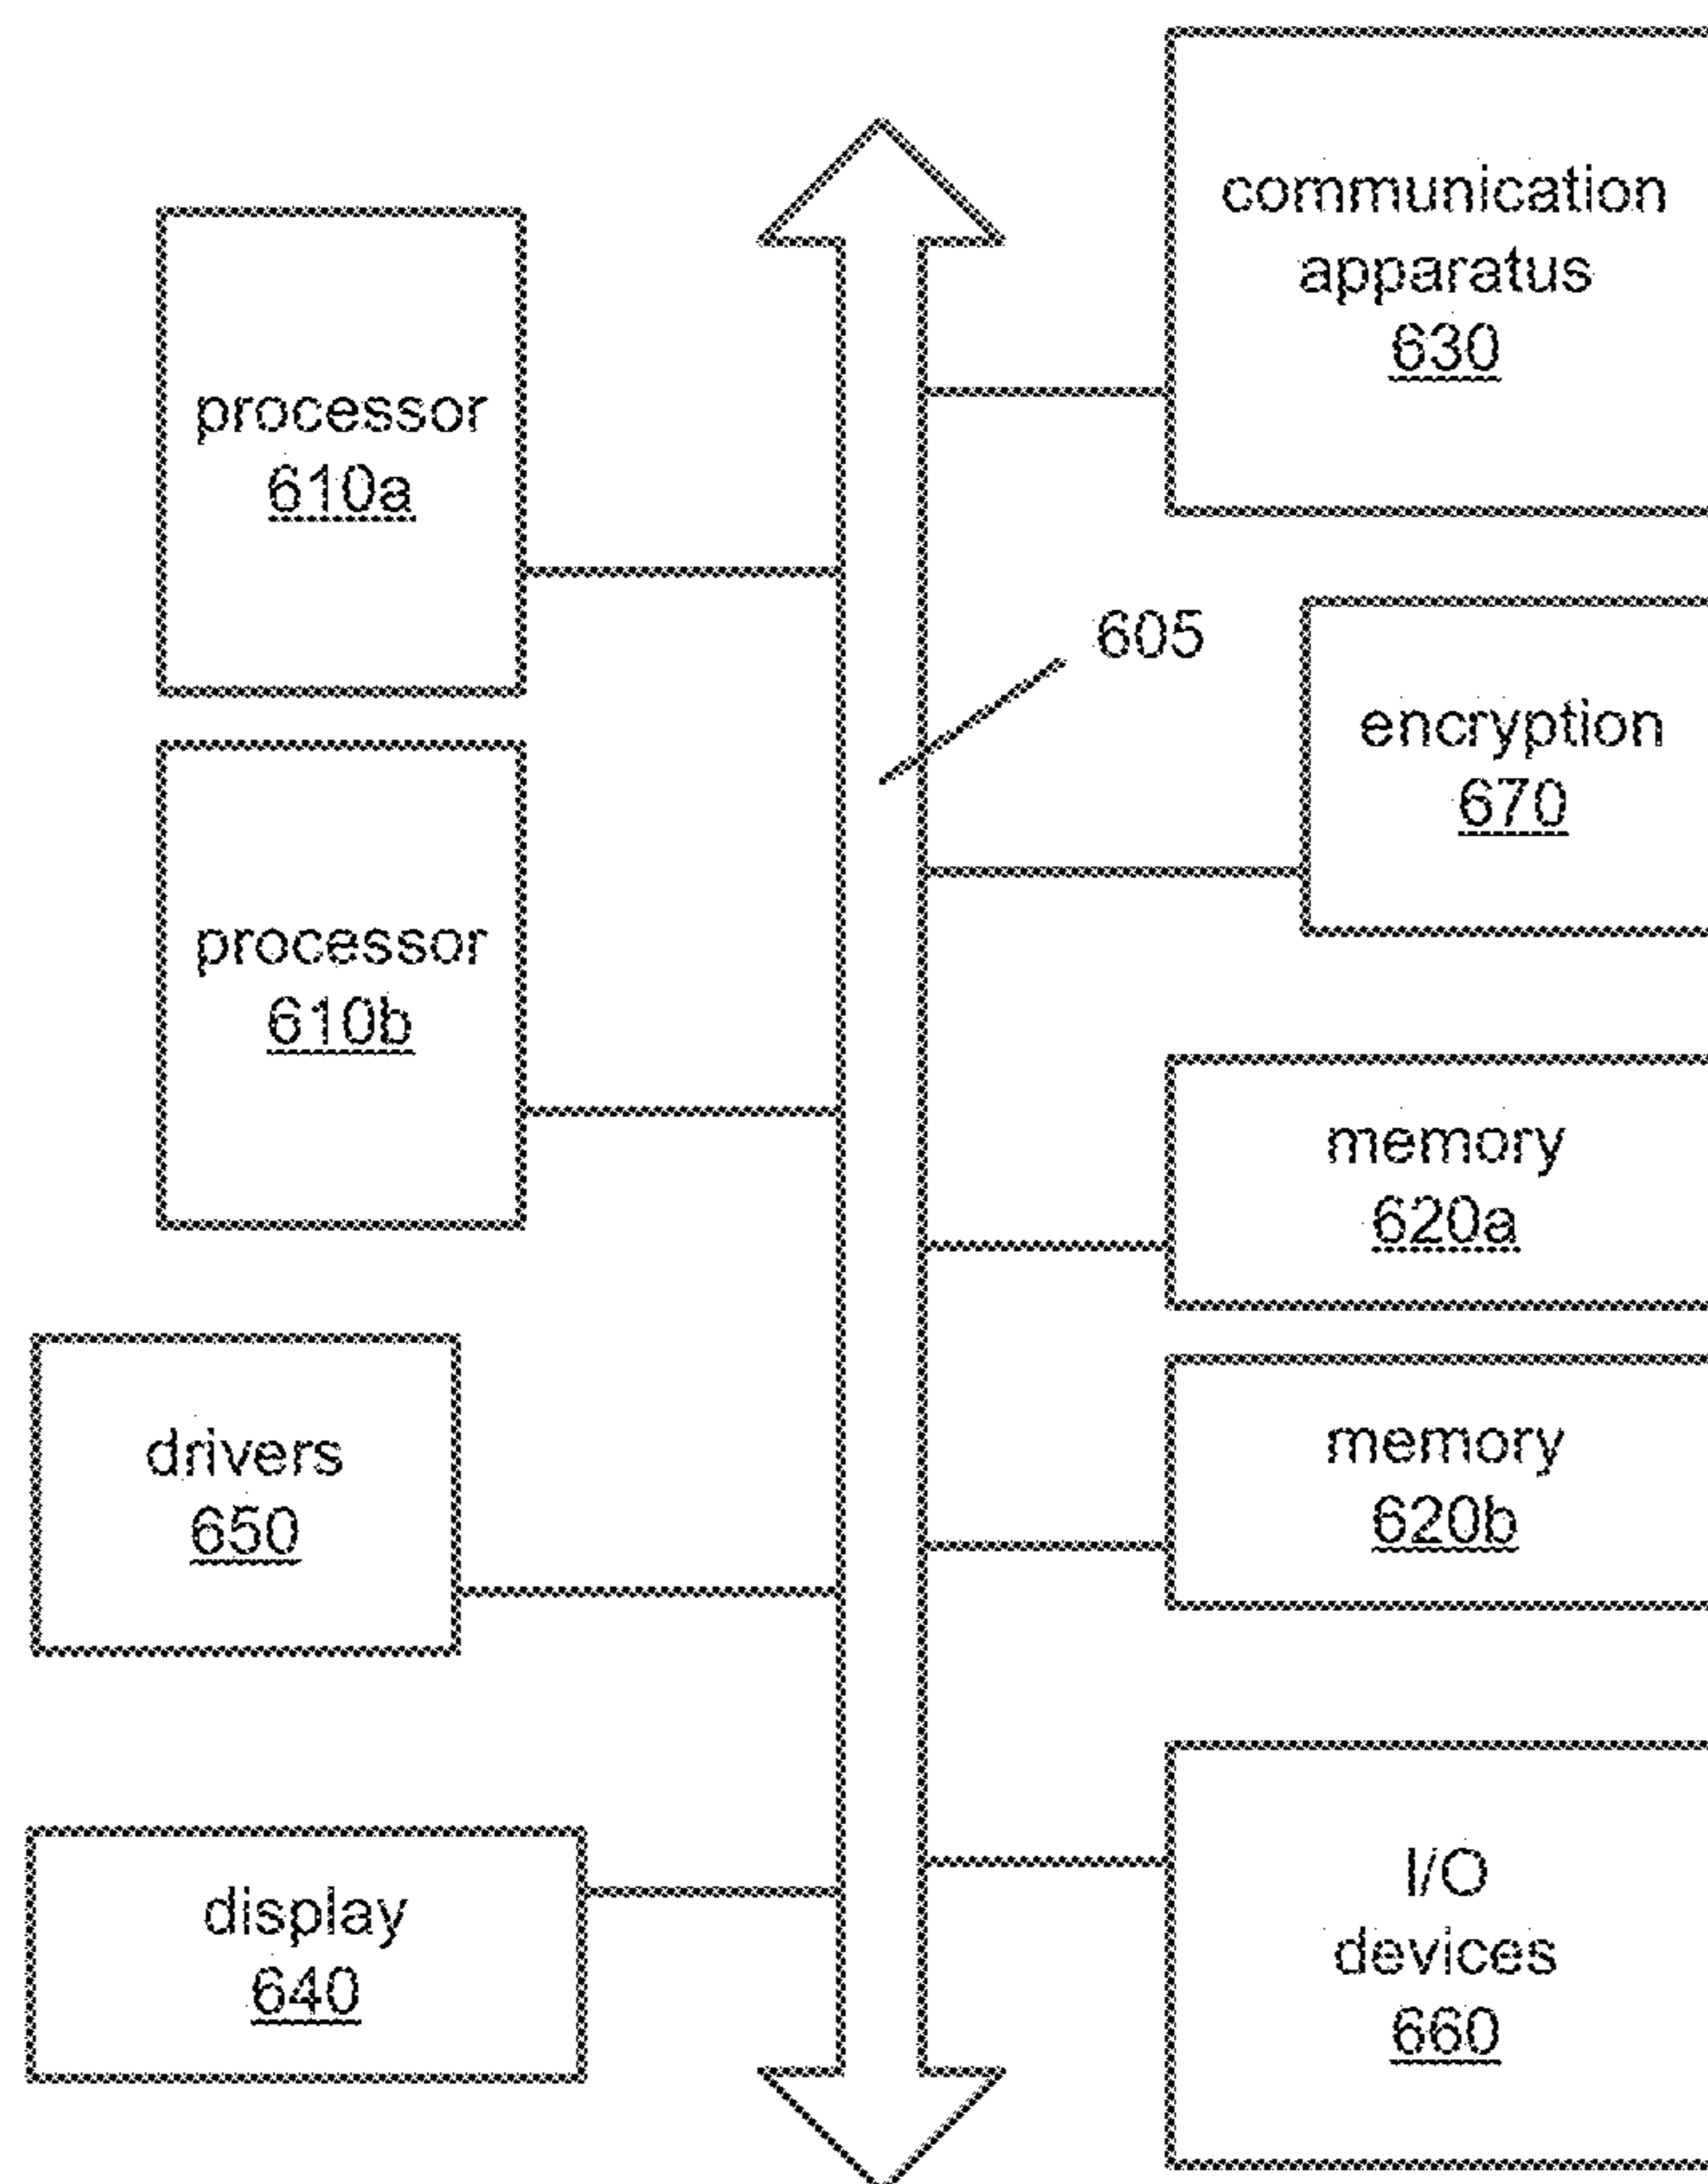 communication
apparatus
630
processor
610a
605
encryption
670
processor
610b
memory
620a
drivers
650
memory
620b
display
640
I/O
devices
660